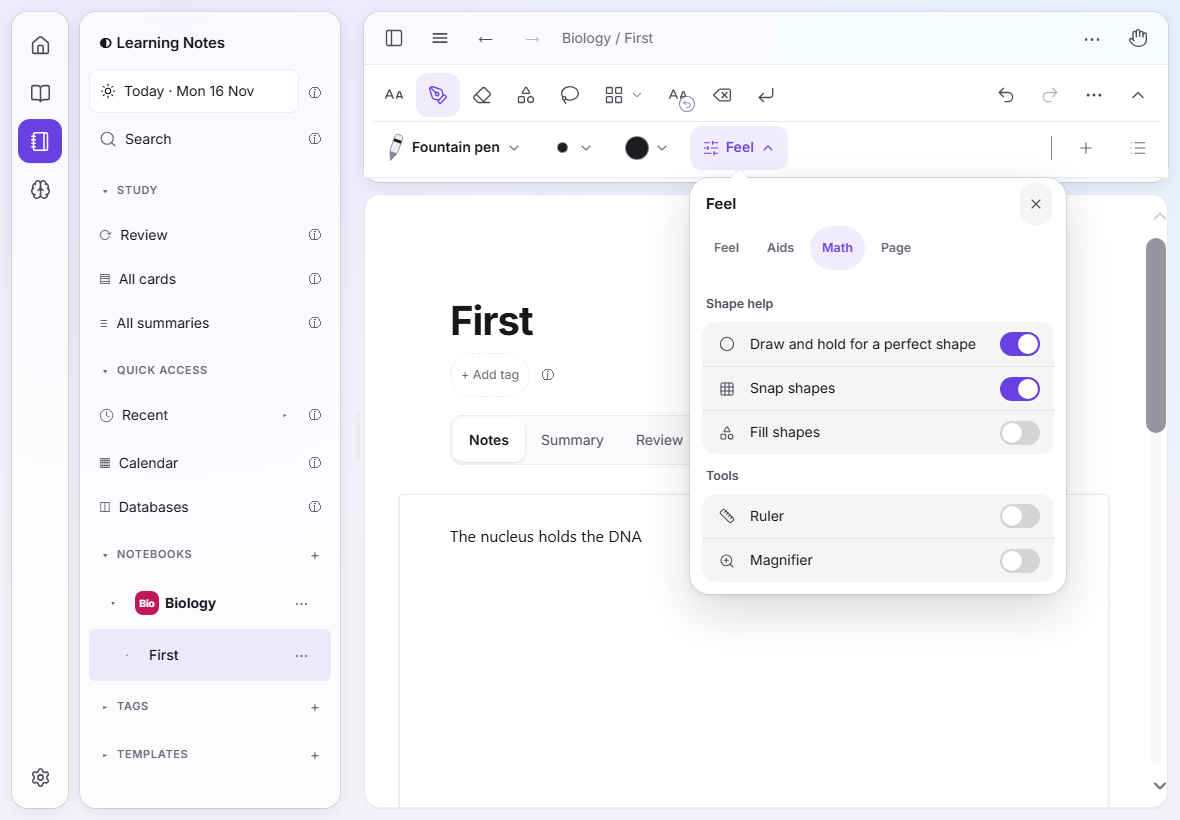 Learning Notes
Today · Mon 16 Nov
Search
STUDY
Review
All cards
All summaries
QUICK ACCESS
Recent
Calendar
Databases
NOTEBOOKS
Bio Biology
First
TAGS
TEMPLATES
Biology / First
AA
AA
Fountain pen
Feel
First
+ Add tag
Notes Summary Review
The nucleus holds the DNA
Feel
Feel Aids Math Page
Shape help
Draw and hold for a perfect shape
Snap shapes
Fill shapes
Tools
Ruler
Magnifier